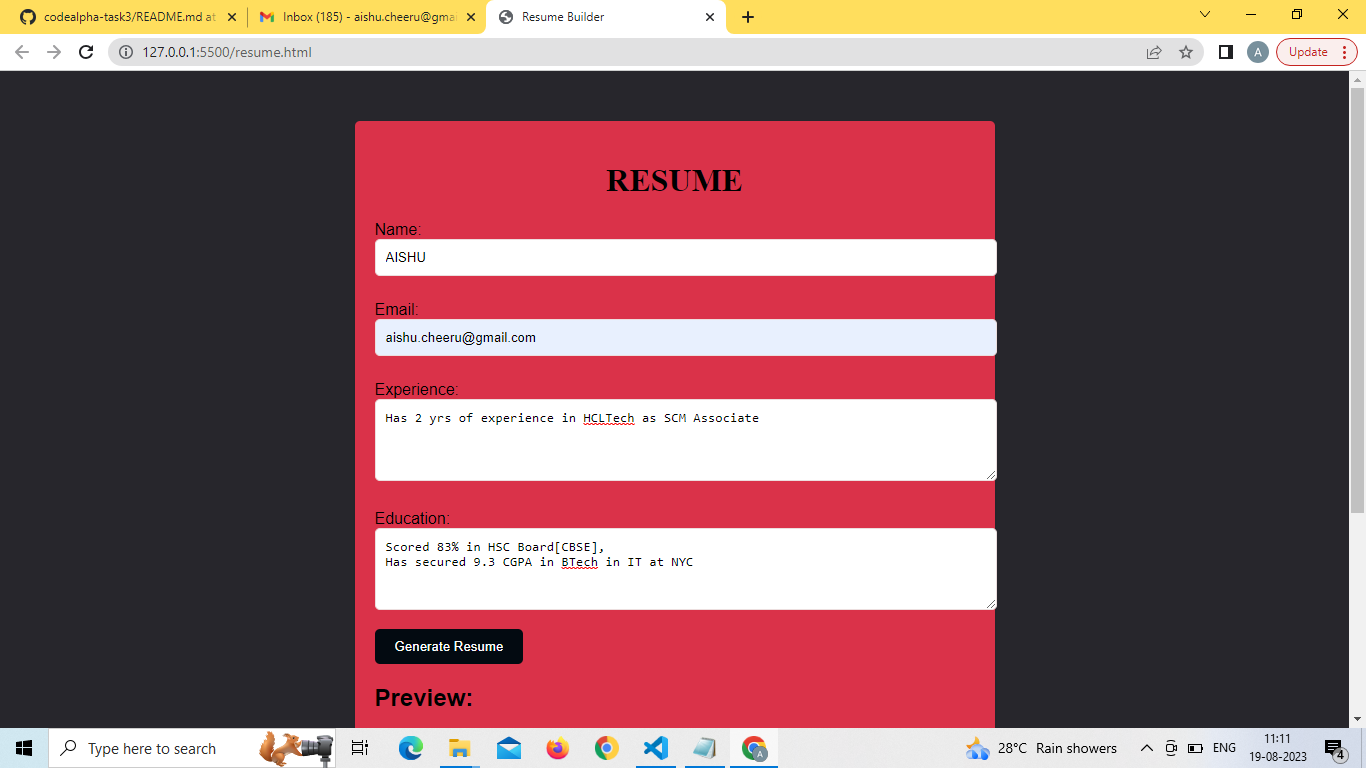 codealpha-task3/README.md at
Inbox (185) - aishu.cheeru@gmai
Resume Builder
127.0.0.1:5500/resume.html
A
Update
RESUME
Name:
AISHU
Email:
aishu.cheeru@gmail.com
Experience:
Has 2 yrs of experience in HCLTech as SCM Associate
Education:
Scored 83% in HSC Board[CBSE],
Has secured 9.3 CGPA in BTech in IT at NYC
Generate Resume
Preview:
Type here to search
A
28°C Rain showers
ENG
11:11
19-08-2023
4